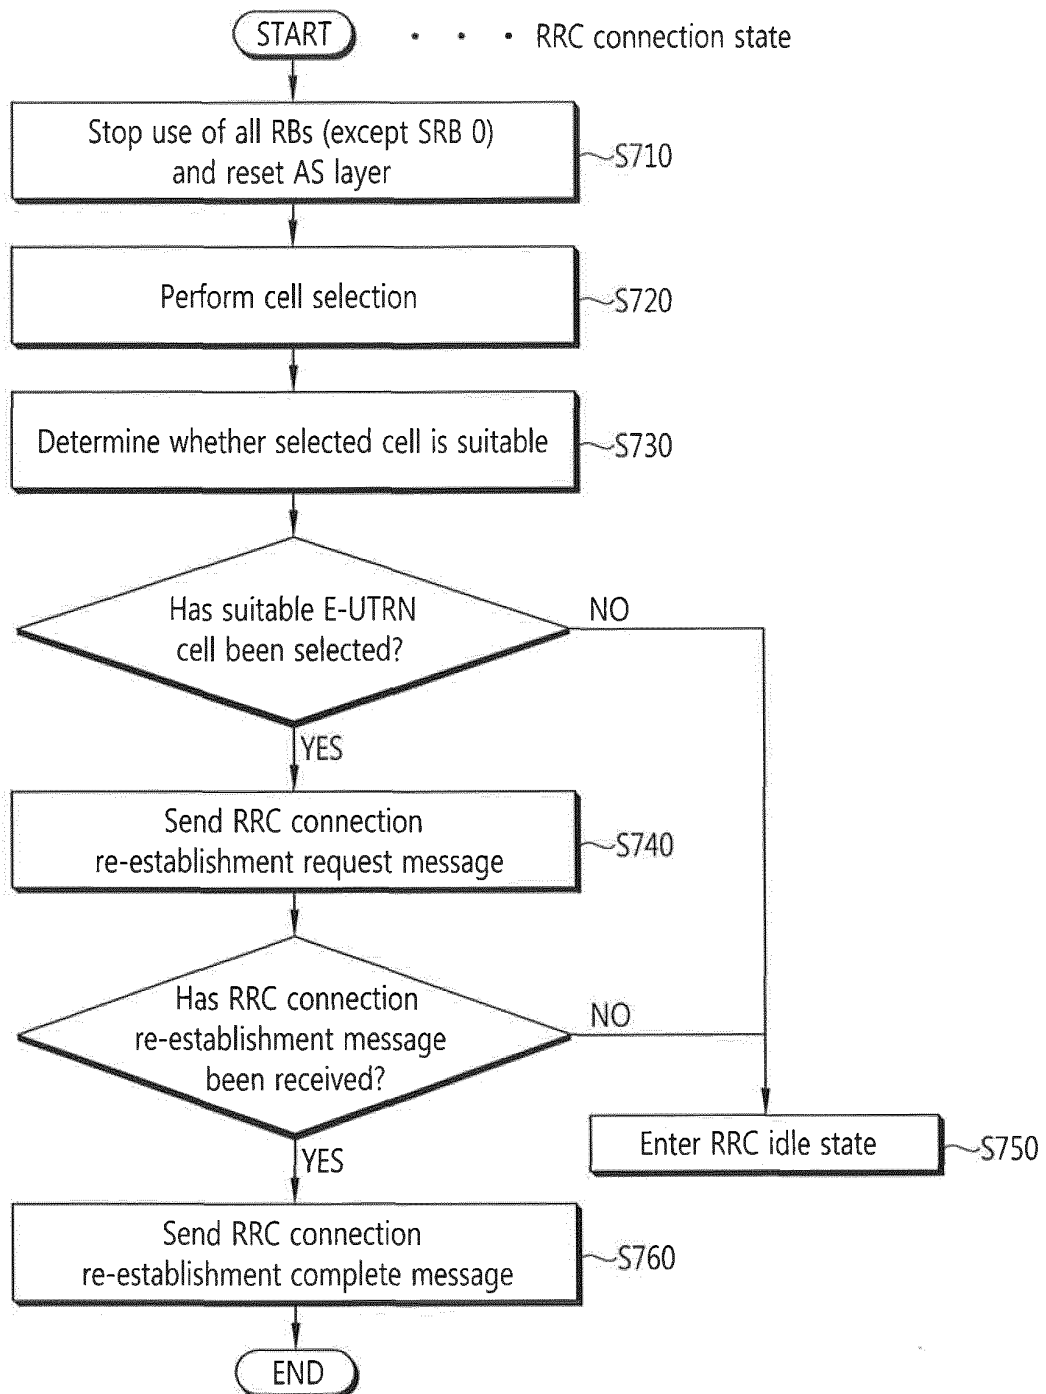 START
· · · RRC connection state
Stop use of all RBs (except SRB 0)
and reset AS layer
S710
Perform cell selection
S720
Determine whether selected cell is suitable
S730
Has suitable E-UTRN
cell been selected?
NO
YES
Send RRC connection
re-establishment request message
S740
Has RRC connection
re-establishment message
been received?
NO
YES
Enter RRC idle state
S750
Send RRC connection
re-establishment complete message
S760
END